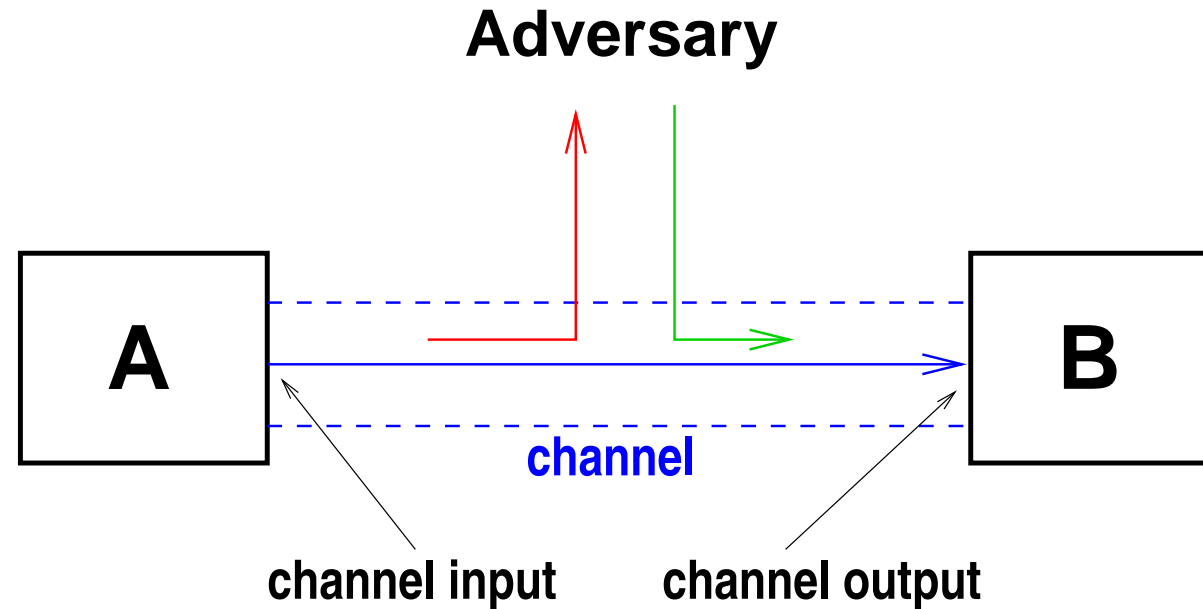 Adversary
A
B
channel
channel input
channel output